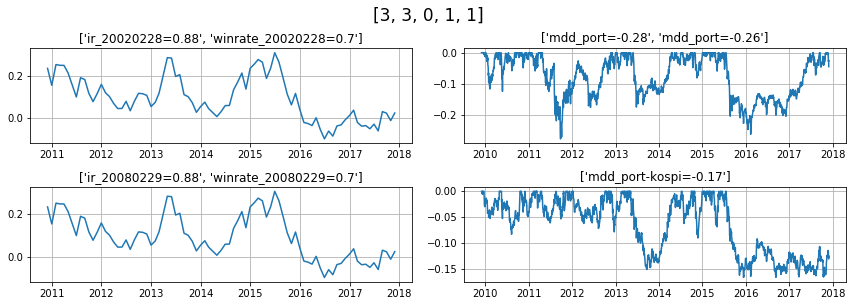 [3, 3, 0, 1, 1]
['ir_20020228=0.88', 'winrate_20020228=0.7']
0.2
0.0
2011 2012 2013 2014 2015 2016 2017 2018
['mdd_port=-0.28', 'mdd_port=-0.26']
0.0
−0.1
−0.2
2010 2011 2012 2013 2014 2015 2016 2017 2018
['ir_20080229=0.88', 'winrate_20080229=0.7']
0.2
0.0
2011 2012 2013 2014 2015 2016 2017 2018
['mdd_port-kospi=-0.17']
0.00
−0.05
−0.10
−0.15
2010 2011 2012 2013 2014 2015 2016 2017 2018